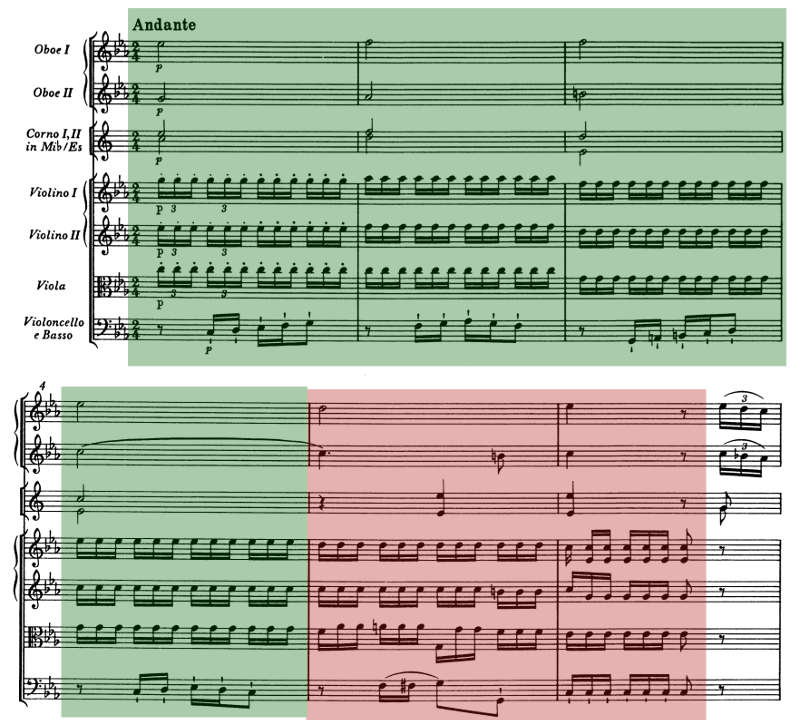 Andante
Oboe I
p
Oboe II
p
Corno I, II
in Mib/Es
p
Violino I
p 3 3
Violino II
p 3 3
Viola
3 3
p
Violoncello
e Basso
p
4
3
3